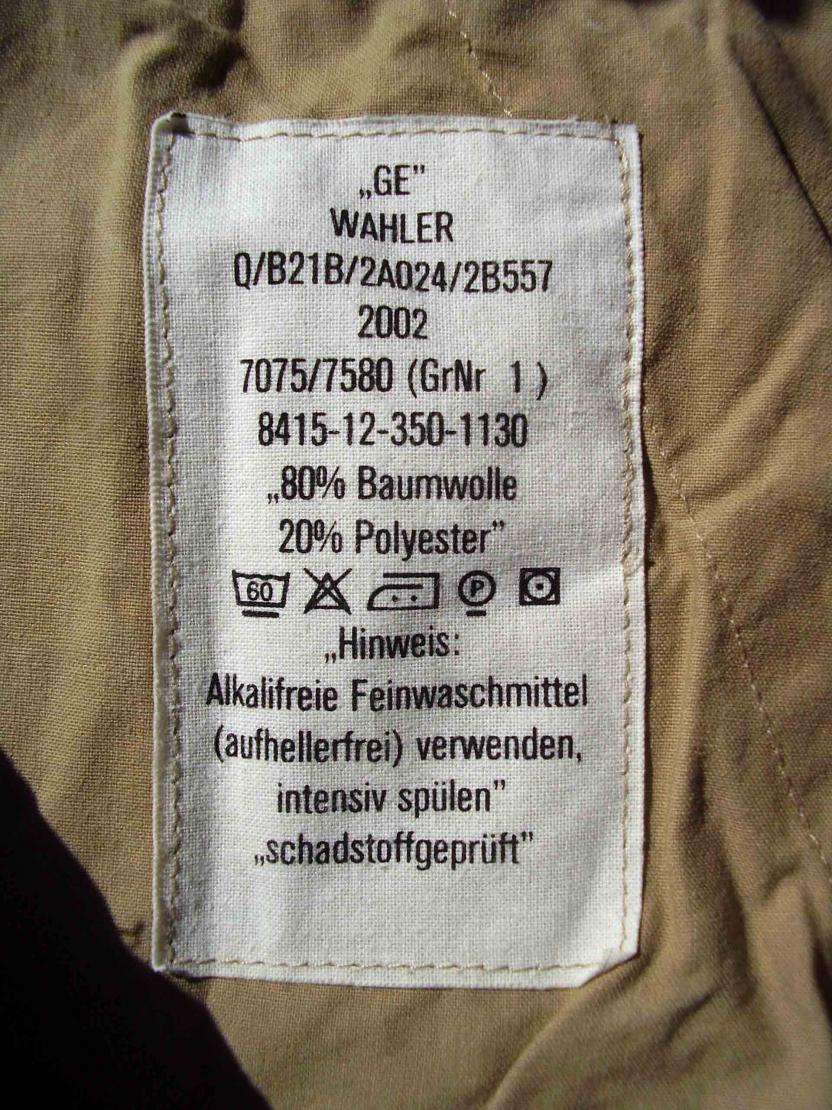 „GE”
WAHLER
Q/B21B/2A024/2B557
2002
7075/7580 (GrNr 1 )
8415-12-350-1130
„80% Baumwolle
20% Polyester”
60 P
„Hinweis:
Alkalifreie Feinwaschmittel
(aufhellerfrei) verwenden,
intensiv spülen”
„schadstoffgeprüft”